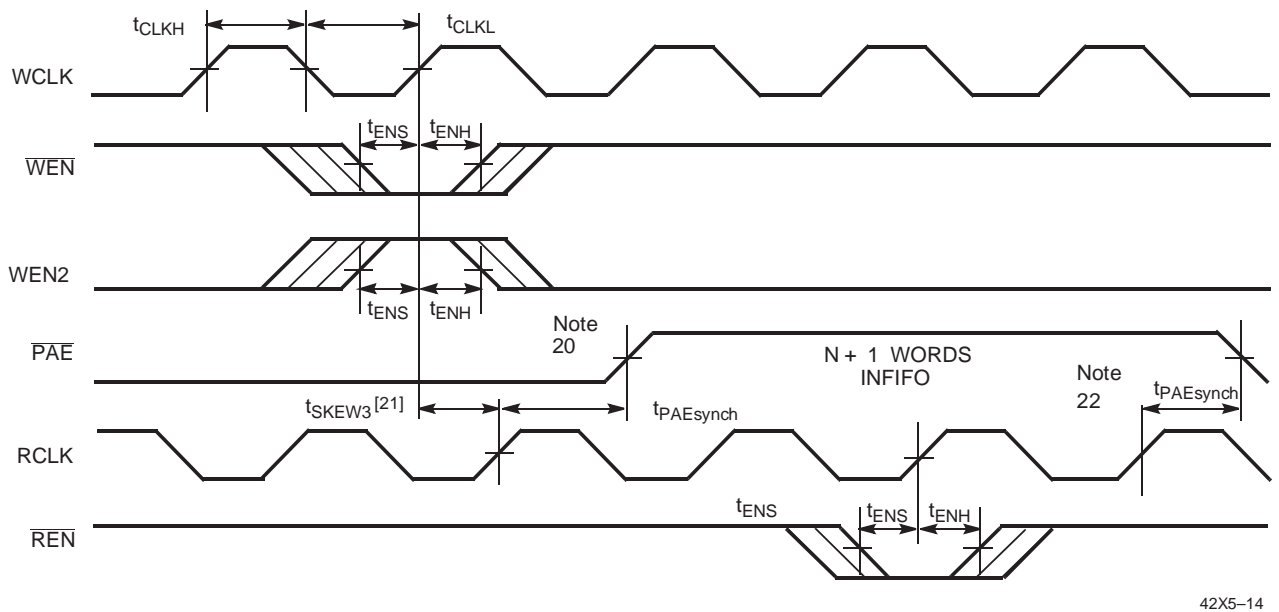 tCLKH
tCLKL
WCLK
tENS
tENH
WEN
WEN2
tENS
tENH
Note
20
PAE
N + 1 WORDS
INFIFO
Note
22
tPAEsynch
tSKEW3 [21]
tPAEsynch
RCLK
tENS
tENS
tENH
REN
42X5–14